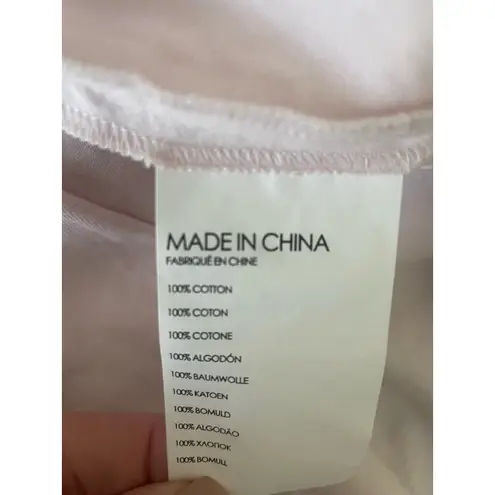 MADE IN CHINA
FABRIQUÉ EN CHINE
100% COTTON
100% COTON
100% COTONE
100% ALGODÓN
100% BAUMWOLLE
100% KATOEN
100% BOMULD
100% ALGODÃO
100% ХЛОПОК
100% BOMULL